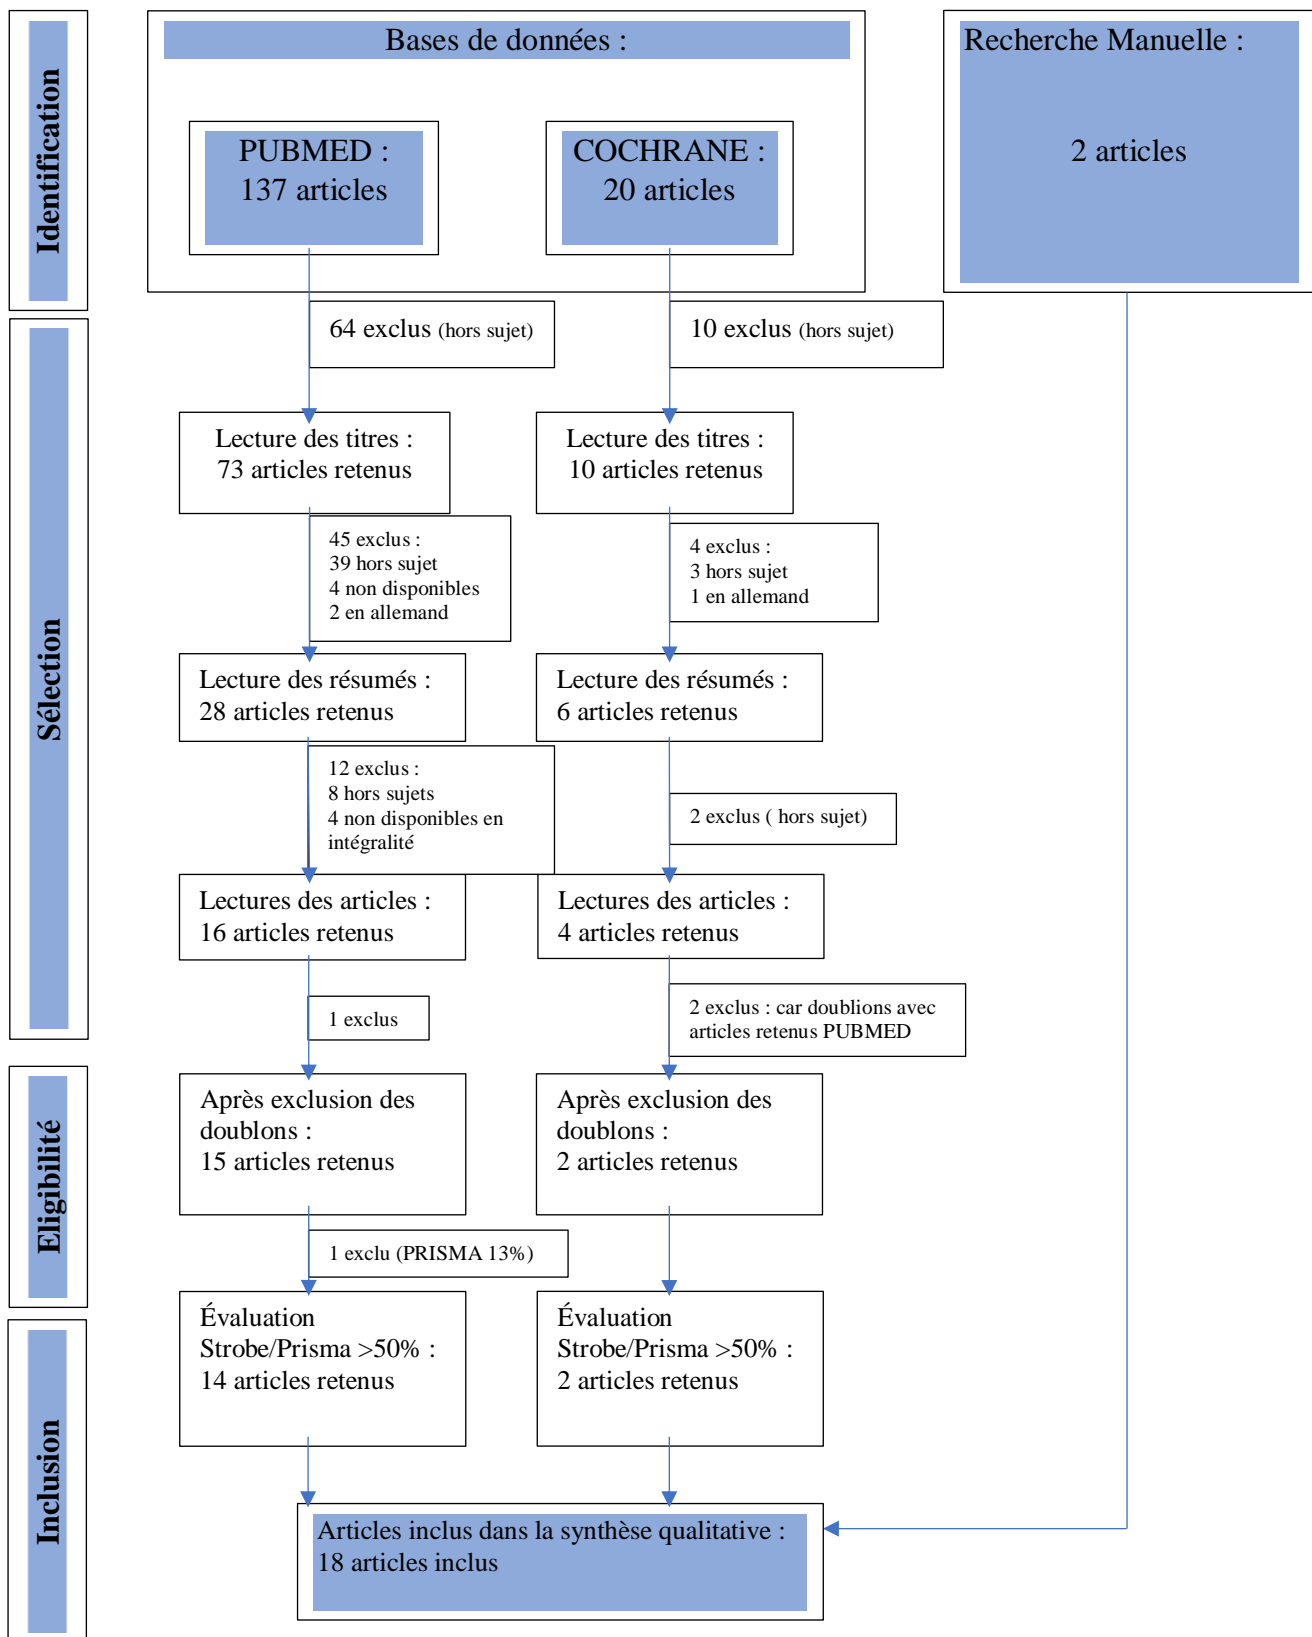 Identification
Bases de données :
PUBMED :
137 articles
COCHRANE :
20 articles
Recherche Manuelle :
2 articles
Sélection
64 exclus (hors sujet)
10 exclus (hors sujet)
Lecture des titres :
73 articles retenus
Lecture des titres :
10 articles retenus
45 exclus :
39 hors sujet
4 non disponibles
2 en allemand
4 exclus :
3 hors sujet
1 en allemand
Lecture des résumés :
28 articles retenus
Lecture des résumés :
6 articles retenus
12 exclus :
8 hors sujets
4 non disponibles en
intégralité
2 exclus ( hors sujet)
Lectures des articles :
16 articles retenus
Lectures des articles :
4 articles retenus
1 exclus
2 exclus : car doublions avec
articles retenus PUBMED
Eligibilité
Après exclusion des
doublons :
15 articles retenus
Après exclusion des
doublons :
2 articles retenus
1 exclu (PRISMA 13%)
Inclusion
Évaluation
Strobe/Prisma >50% :
14 articles retenus
Évaluation
Strobe/Prisma >50% :
2 articles retenus
Articles inclus dans la synthèse qualitative :
18 articles inclus